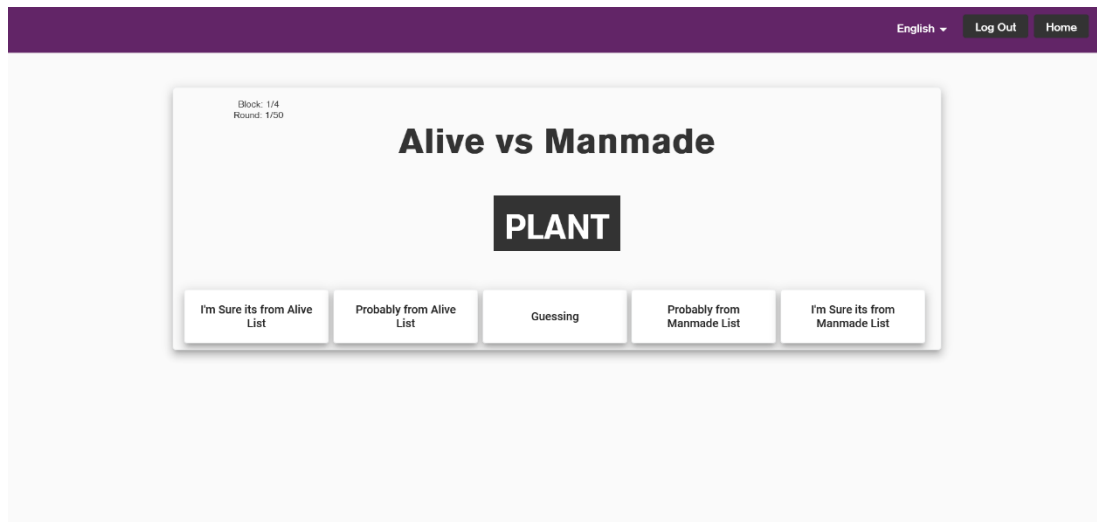 English
Log Out
Home
Block: 1/4
Round: 1/50
Alive vs Manmade
PLANT
I'm Sure its from Alive
List
Probably from Alive
List
Guessing
Probably from
Manmade List
I'm Sure its from
Manmade List